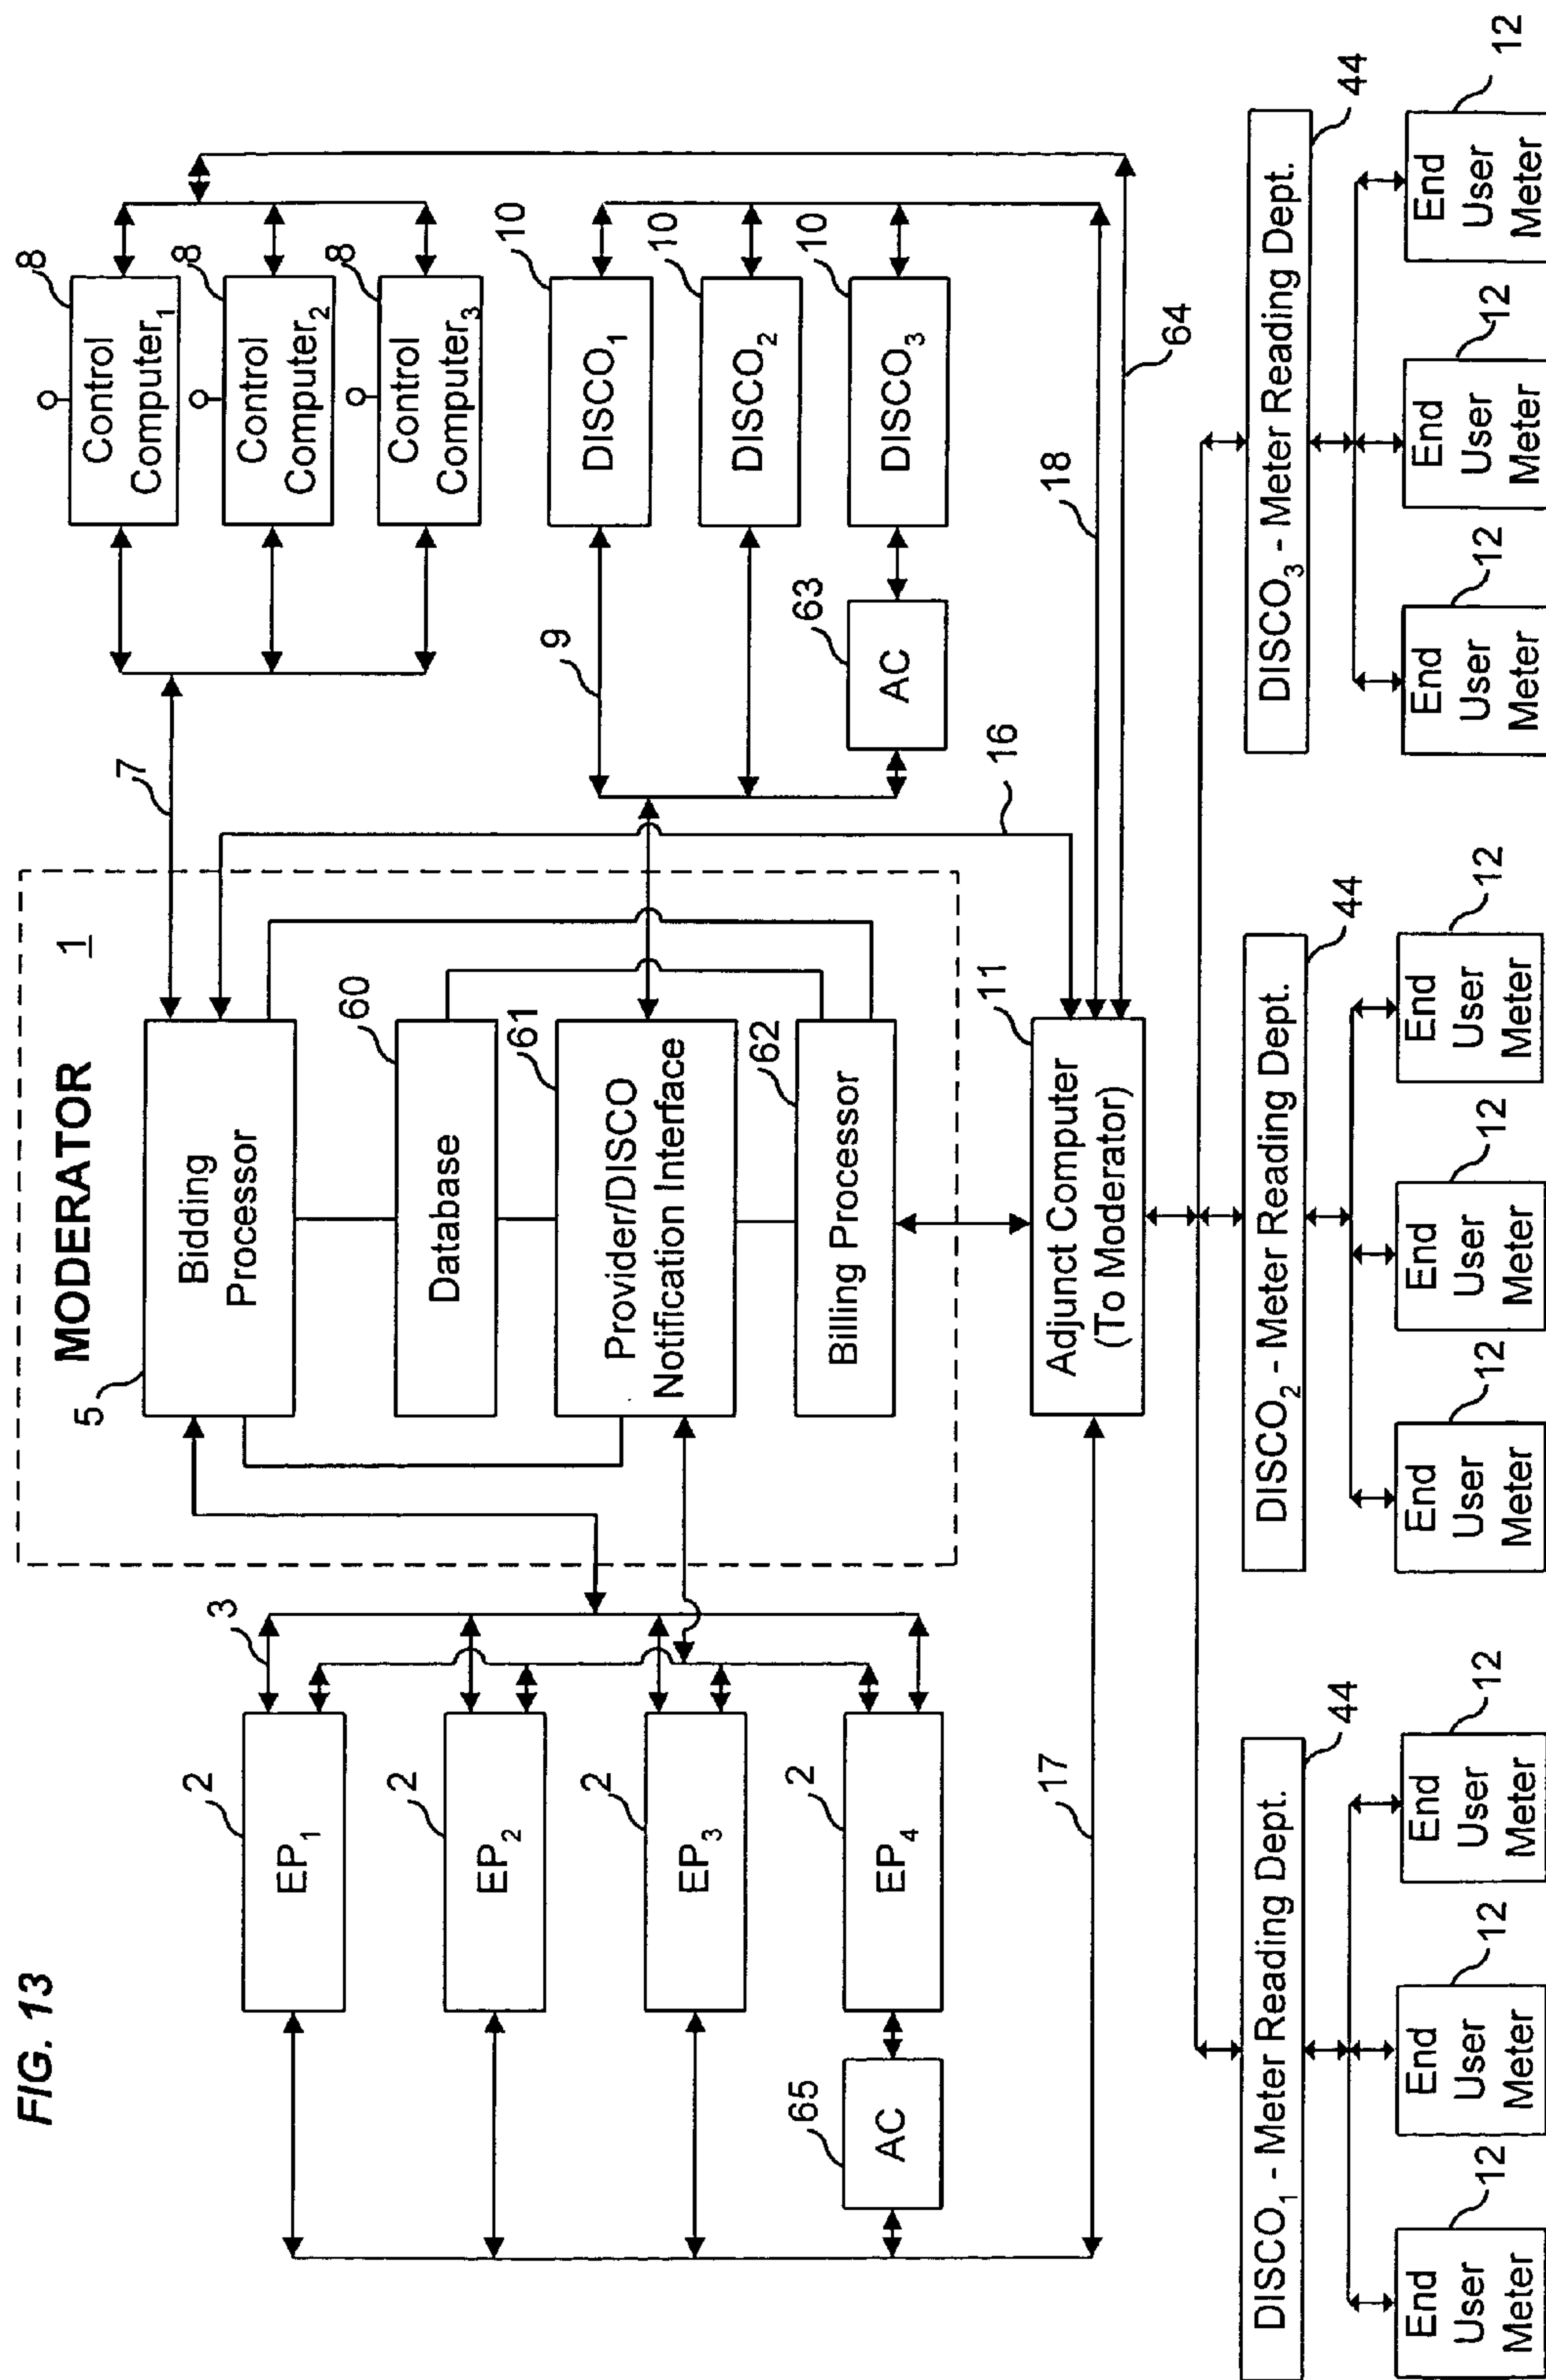 FIG. 13
MODERATOR 1
5
Bidding
Processor
60
Database
61
Provider/DISCO
Notification Interface
62
Billing Processor
11
Adjunct Computer
(To Moderator)
3
2
EP1
2
EP2
2
EP3
2
EP4
65
AC
17
7
8
Control
Computer1
8
Control
Computer2
8
Control
Computer3
9
10
DISCO1
10
DISCO2
10
DISCO3
63
AC
16
18
64
44
DISCO1 - Meter Reading Dept.
12
End
User
Meter
12
End
User
Meter
12
End
User
Meter
44
DISCO2 - Meter Reading Dept.
12
End
User
Meter
12
End
User
Meter
12
End
User
Meter
44
DISCO3 - Meter Reading Dept.
12
End
User
Meter
12
End
User
Meter
12
End
User
Meter